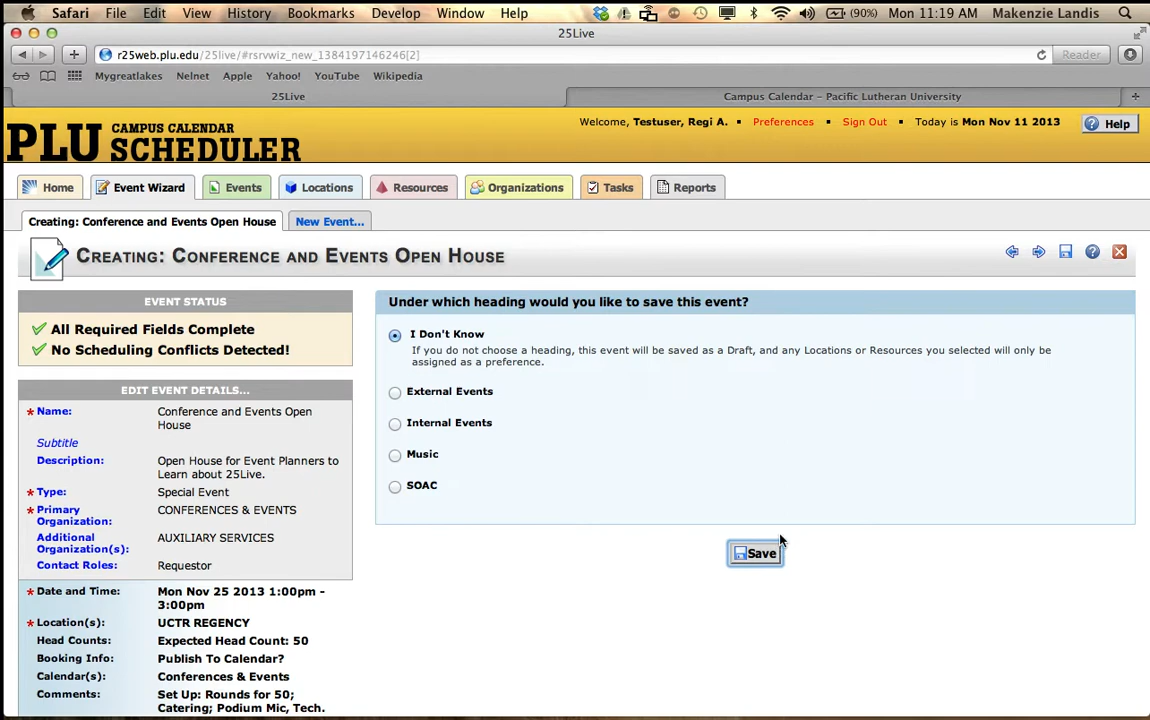 Safari File Edit View History Bookmarks Develop Window Help (90%) Mon 11:19 AM Makenzie Landis
25Live
r25web.plu.edu/25live/#rsrvwiz_new_1384197146246[2] Reader
Mygreatlakes Nelnet Apple Yahoo! YouTube Wikipedia
25Live Campus Calendar – Pacific Lutheran University
PLU CAMPUS CALENDAR SCHEDULER
Welcome, Testuser, Regi A. Preferences Sign Out Today is Mon Nov 11 2013 Help
Home Event Wizard Events Locations Resources Organizations Tasks Reports
Creating: Conference and Events Open House New Event...
CREATING: CONFERENCE AND EVENTS OPEN HOUSE
EVENT STATUS
All Required Fields Complete
No Scheduling Conflicts Detected!
EDIT EVENT DETAILS...
* Name: Conference and Events Open
House
Subtitle
Description: Open House for Event Planners to
Learn about 25Live.
* Type: Special Event
* Primary Organization: CONFERENCES & EVENTS
Additional Organization(s): AUXILIARY SERVICES
Contact Roles: Requestor
* Date and Time: Mon Nov 25 2013 1:00pm -
3:00pm
* Location(s): UCTR REGENCY
Head Counts: Expected Head Count: 50
Booking Info: Publish To Calendar?
Calendar(s): Conferences & Events
Comments: Set Up: Rounds for 50;
Catering; Podium Mic, Tech.
Under which heading would you like to save this event?
I Don't Know
If you do not choose a heading, this event will be saved as a Draft, and any Locations or Resources you selected will only be
assigned as a preference.
External Events
Internal Events
Music
SOAC
Save